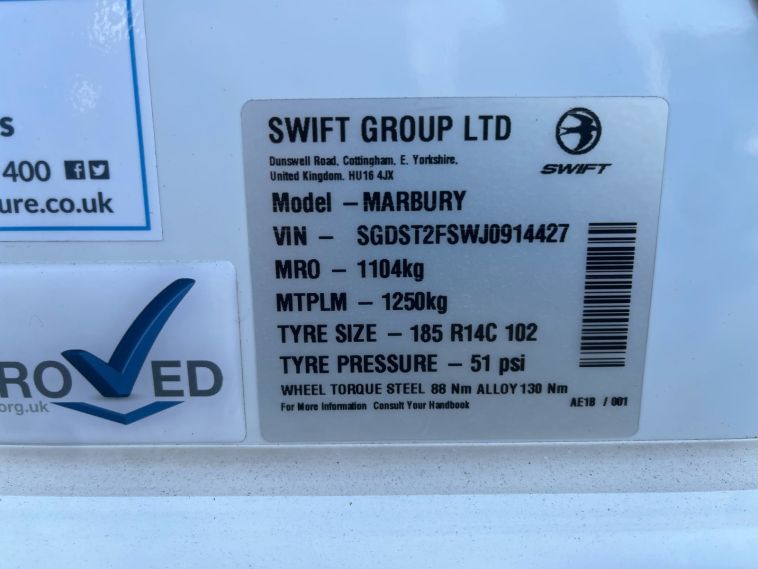 s
400
ure.co.uk
ROVED
org.uk
SWIFT GROUP LTD
SWIFT
Dunswell Road, Cottingham, E. Yorkshire,
United Kingdom. HU16 4JX
Model – MARBURY
VIN – SGDST2FSWJ0914427
MRO – 1104kg
MTPLM – 1250kg
TYRE SIZE – 185 R14C 102
TYRE PRESSURE – 51 psi
WHEEL TORQUE STEEL 88 Nm ALLOY 130 Nm
For More Information Consult Your Handbook
AE1B / 001